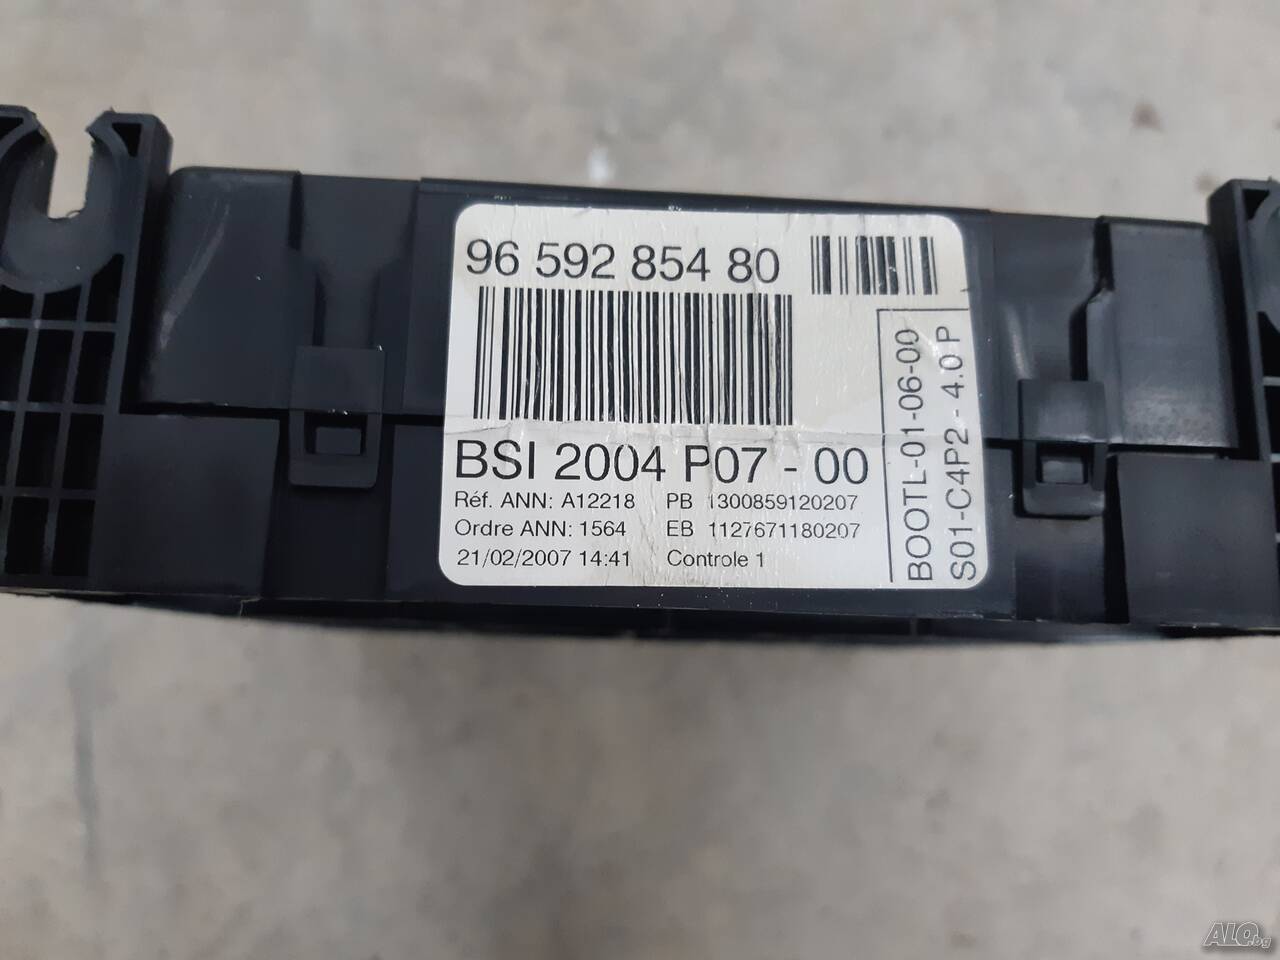 96 592 854 80
BSI 2004 P07 - 00
Réf. ANN: A12218 PB 1300859120207
Ordre ANN: 1564 EB 1127671180207
21/02/2007 14:41 Controle 1
BOOTL-01-06-00
S01-C4P2 - 4.0 P
ALO.bg